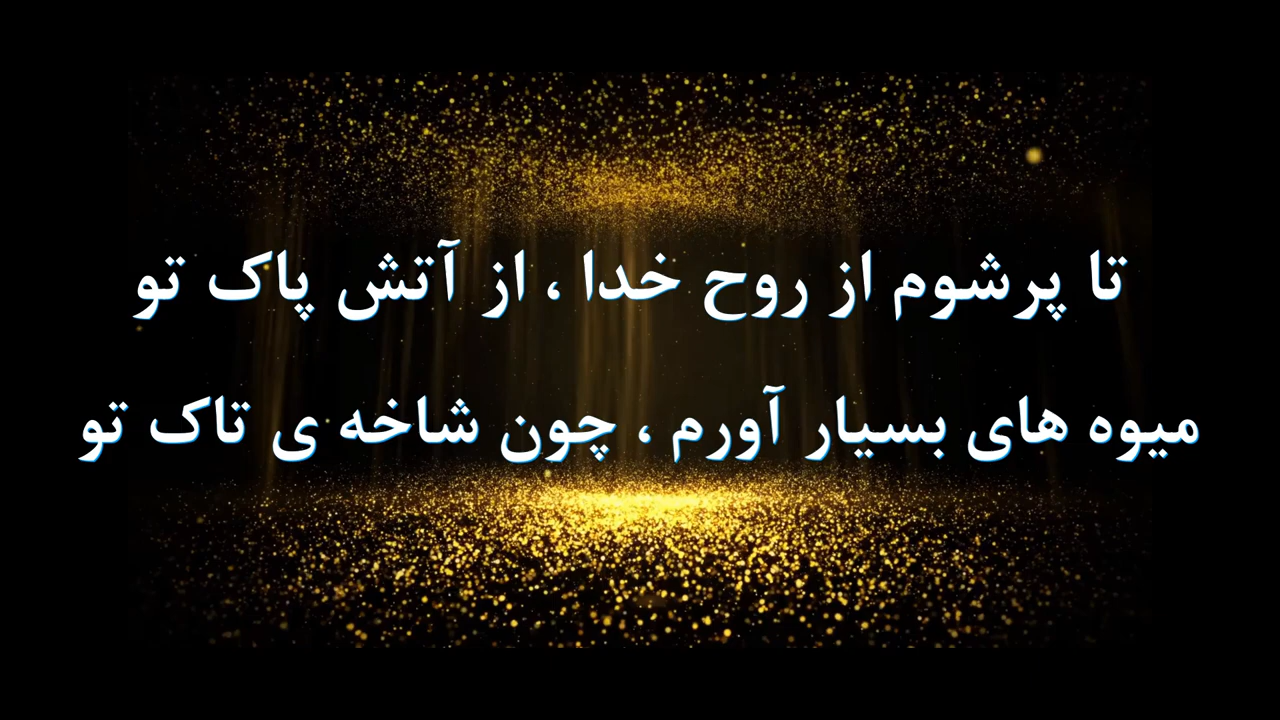 تا پرشوم از روح خدا ، از آتش پاک تو
میوه های بسیار آورم ، چون شاخه ی تاک تو